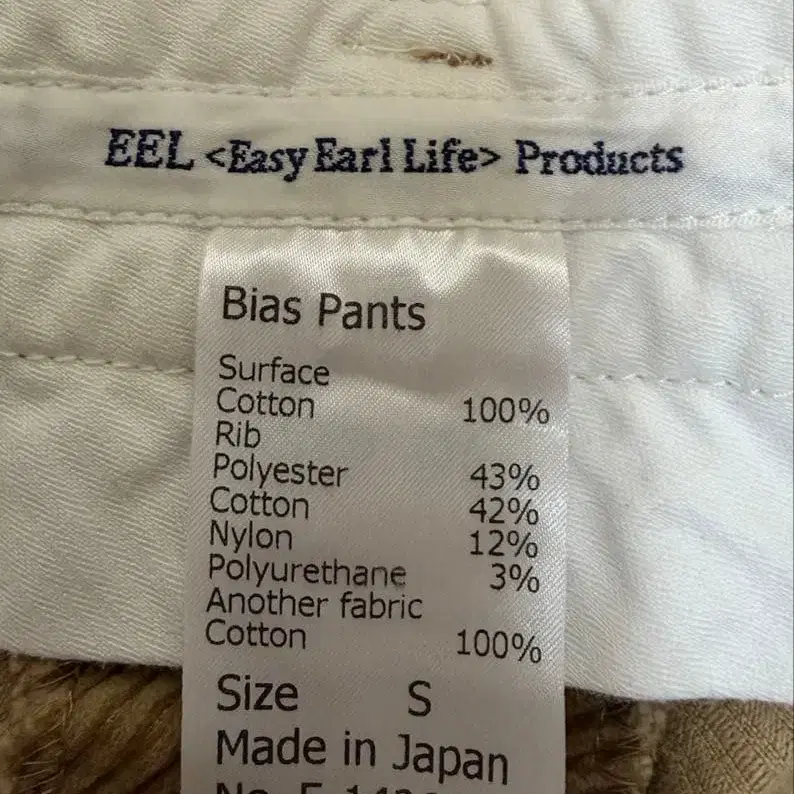 EEL <Easy Earl Life> Products
Bias Pants
Surface
Cotton 100%
Rib
Polyester 43%
Cotton 42%
Nylon 12%
Polyurethane 3%
Another fabric
Cotton 100%
Size S
Made in Japan